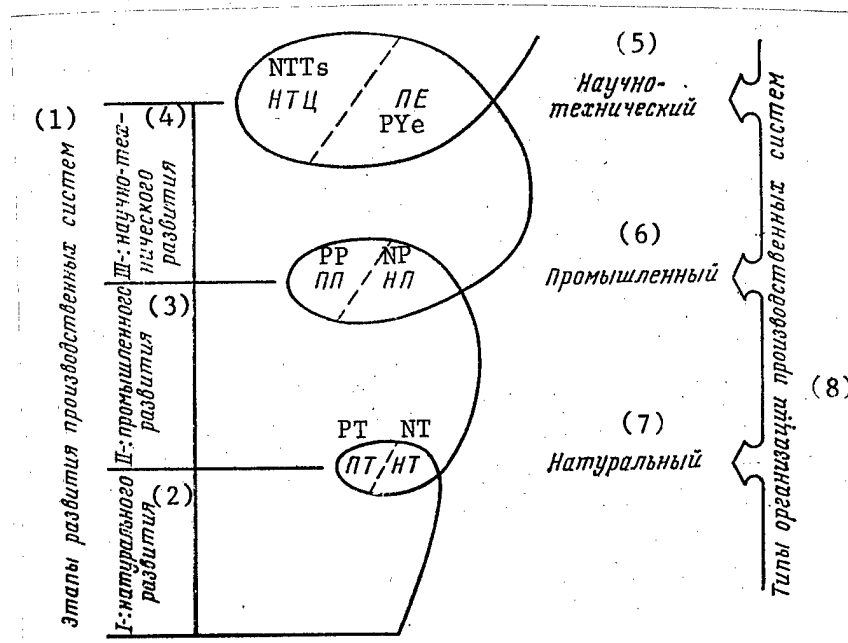 (1)
Этапы развития производственных систем
(4)
III-: научно-тех-
нического
развития
(3)
II-: промышленного
развития
(2)
I-: натурального
развития
NTTs
НТЦ
ПЕ
PYe
PP
NP
ПП
НП
PT
NT
ПТ
НТ
(5)
Научно-
технический
(6)
Промышленный
(7)
Натуральный
Типы организации производственных систем
(8)